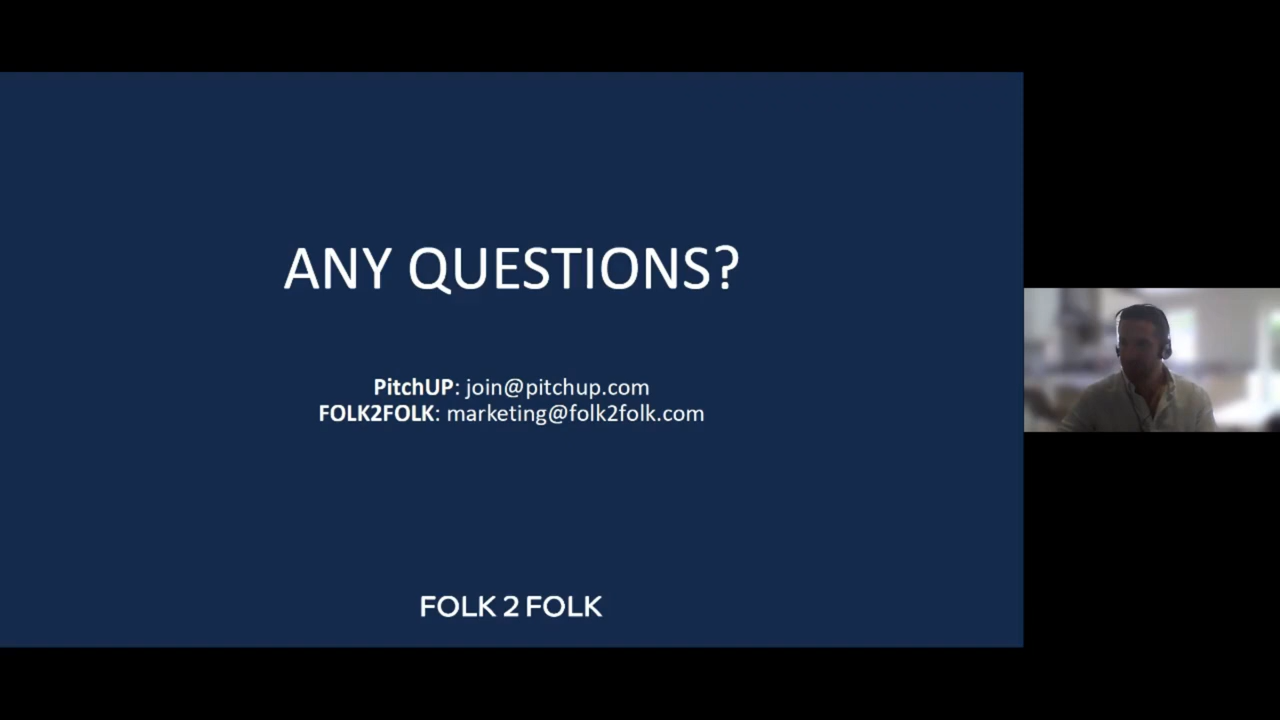 ANY QUESTIONS?
PitchUP: join@pitchup.com
FOLK2FOLK: marketing@folk2folk.com
FOLK 2 FOLK